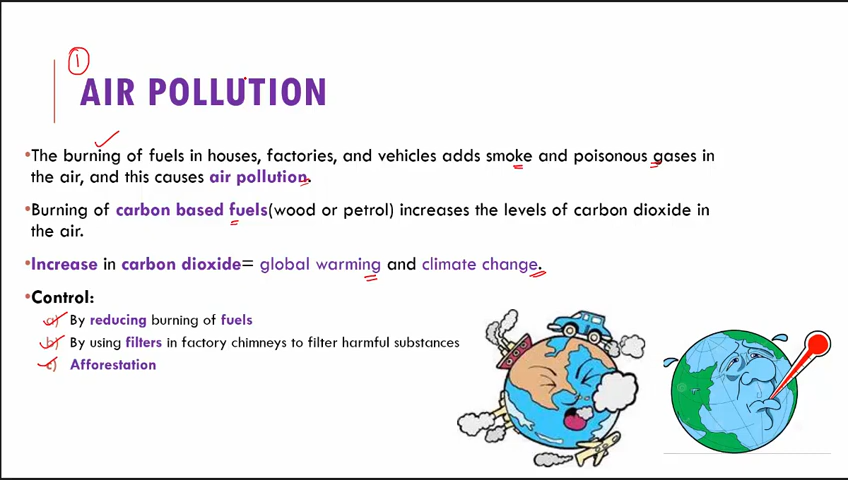 1
AIR POLLUTION
•The burning of fuels in houses, factories, and vehicles adds smoke and poisonous gases in
the air, and this causes air pollution.
•Burning of carbon based fuels(wood or petrol) increases the levels of carbon dioxide in
the air.
•Increase in carbon dioxide= global warming and climate change.
•Control:
a) By reducing burning of fuels
b) By using filters in factory chimneys to filter harmful substances
c) Afforestation